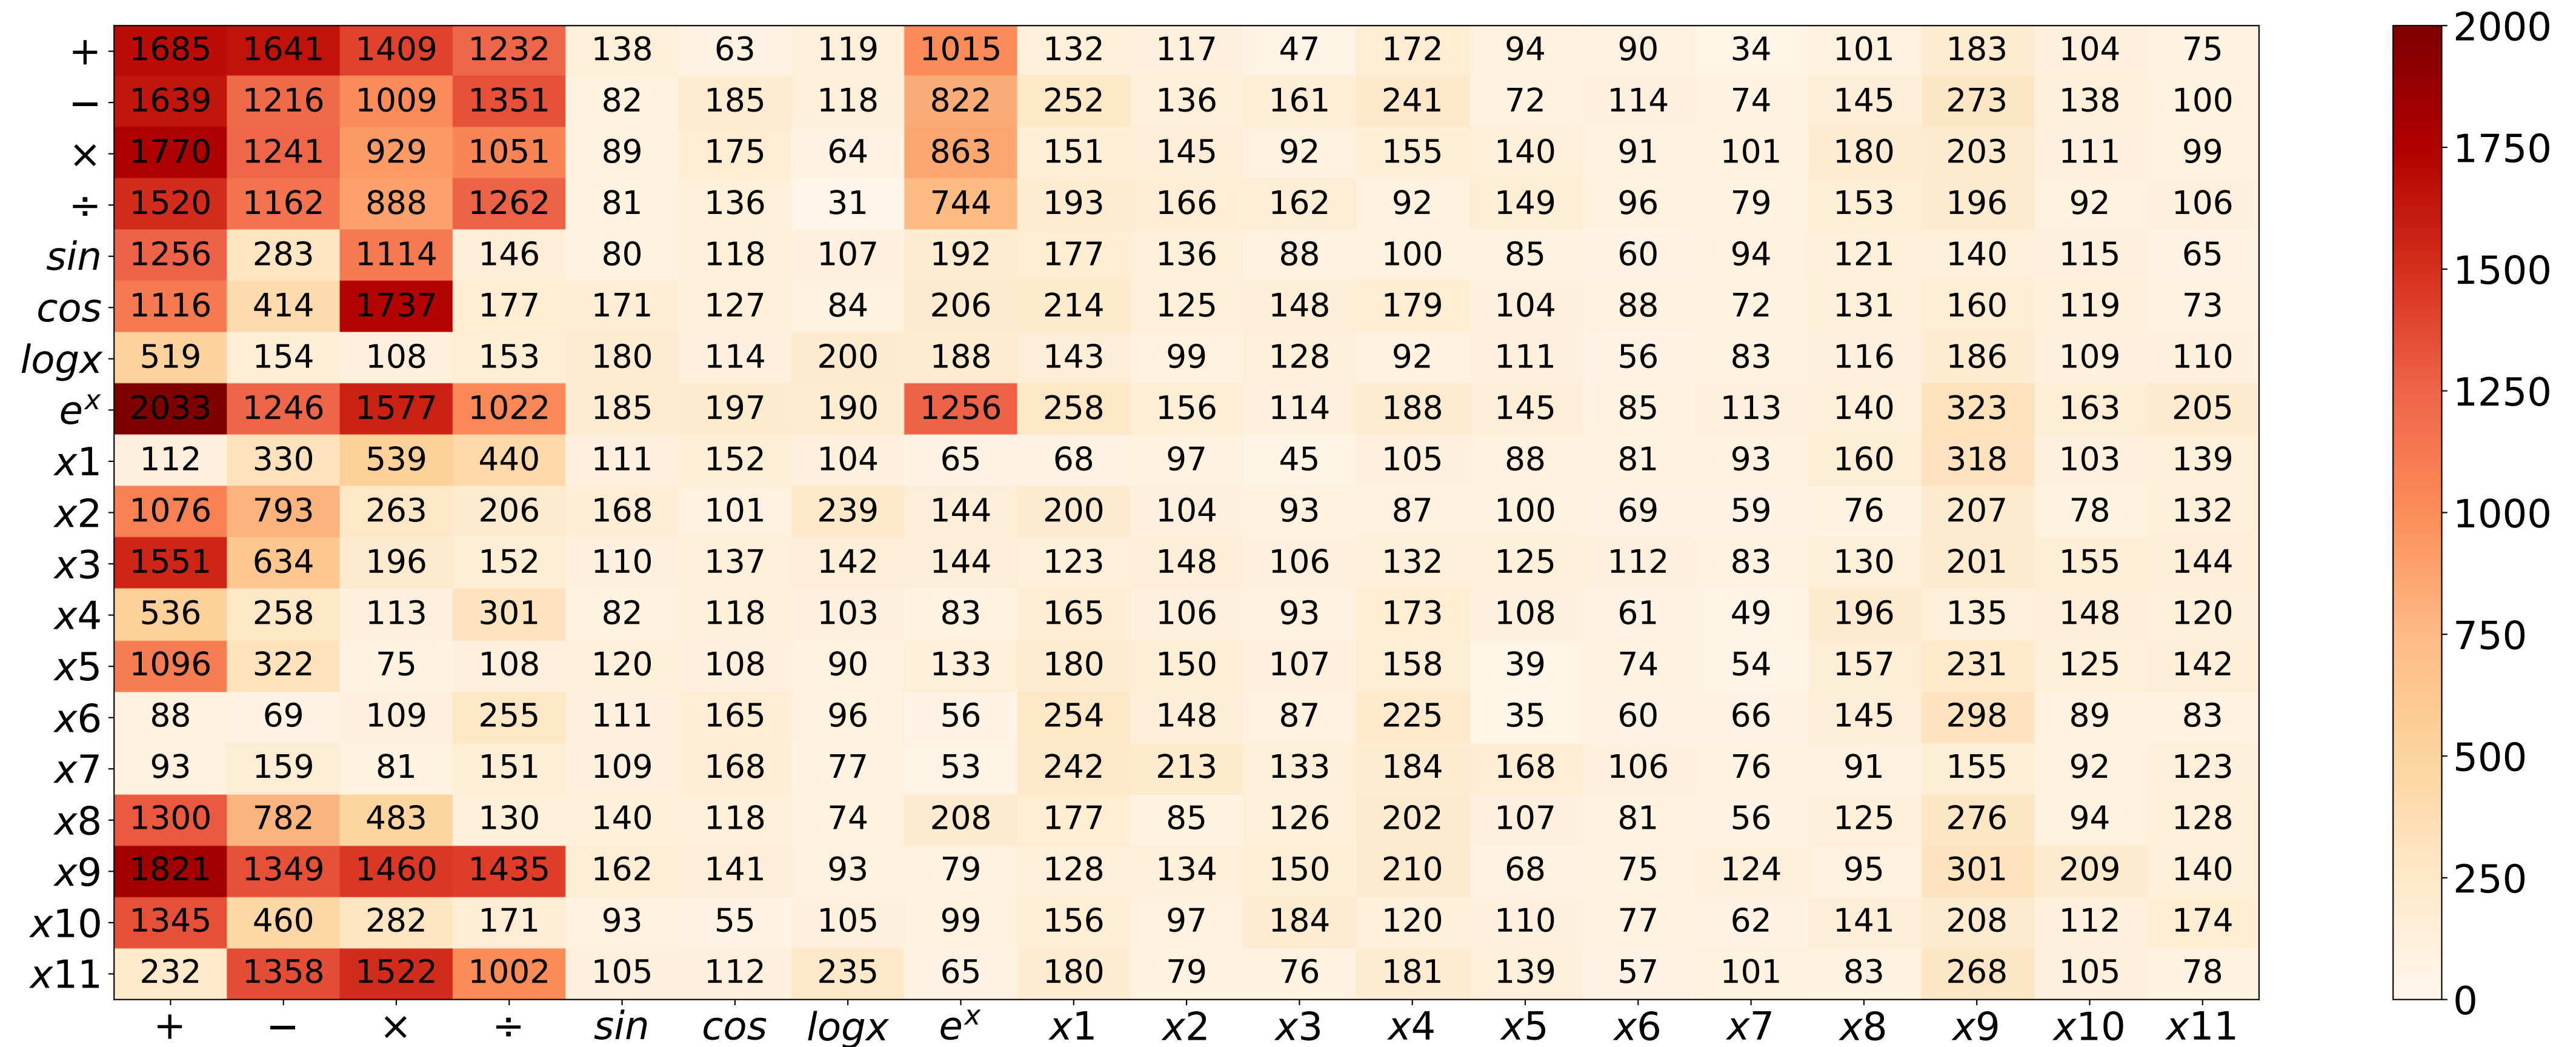 + 1685 1641 1409 1232 138 63 119 1015 132 117 47 172 94 90 34 101 183 104 75
− 1639 1216 1009 1351 82 185 118 822 252 136 161 241 72 114 74 145 273 138 100
× 1770 1241 929 1051 89 175 64 863 151 145 92 155 140 91 101 180 203 111 99
÷ 1520 1162 888 1262 81 136 31 744 193 166 162 92 149 96 79 153 196 92 106
sin 1256 283 1114 146 80 118 107 192 177 136 88 100 85 60 94 121 140 115 65
cos 1116 414 1737 177 171 127 84 206 214 125 148 179 104 88 72 131 160 119 73
logx 519 154 108 153 180 114 200 188 143 99 128 92 111 56 83 116 186 109 110
eˣ 2033 1246 1577 1022 185 197 190 1256 258 156 114 188 145 85 113 140 323 163 205
x1 112 330 539 440 111 152 104 65 68 97 45 105 88 81 93 160 318 103 139
x2 1076 793 263 206 168 101 239 144 200 104 93 87 100 69 59 76 207 78 132
x3 1551 634 196 152 110 137 142 144 123 148 106 132 125 112 83 130 201 155 144
x4 536 258 113 301 82 118 103 83 165 106 93 173 108 61 49 196 135 148 120
x5 1096 322 75 108 120 108 90 133 180 150 107 158 39 74 54 157 231 125 142
x6 88 69 109 255 111 165 96 56 254 148 87 225 35 60 66 145 298 89 83
x7 93 159 81 151 109 168 77 53 242 213 133 184 168 106 76 91 155 92 123
x8 1300 782 483 130 140 118 74 208 177 85 126 202 107 81 56 125 276 94 128
x9 1821 1349 1460 1435 162 141 93 79 128 134 150 210 68 75 124 95 301 209 140
x10 1345 460 282 171 93 55 105 99 156 97 184 120 110 77 62 141 208 112 174
x11 232 1358 1522 1002 105 112 235 65 180 79 76 181 139 57 101 83 268 105 78
+ − × ÷ sin cos logx eˣ x1 x2 x3 x4 x5 x6 x7 x8 x9 x10 x11
2000
1750
1500
1250
1000
750
500
250
0